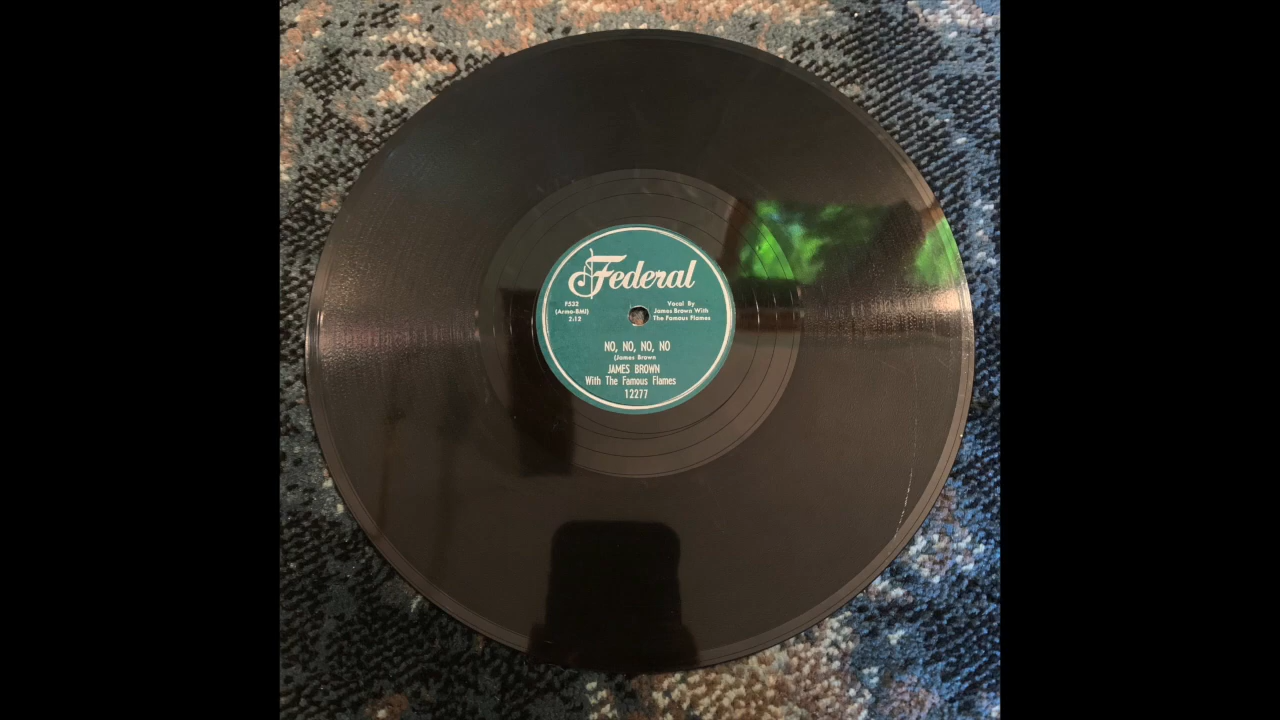 Federal
F532
(Armo-BMI)
2:12
Vocal By
James Brown With
The Famous Flames
NO, NO, NO, NO
(James Brown
JAMES BROWN
With The Famous Flames
12277